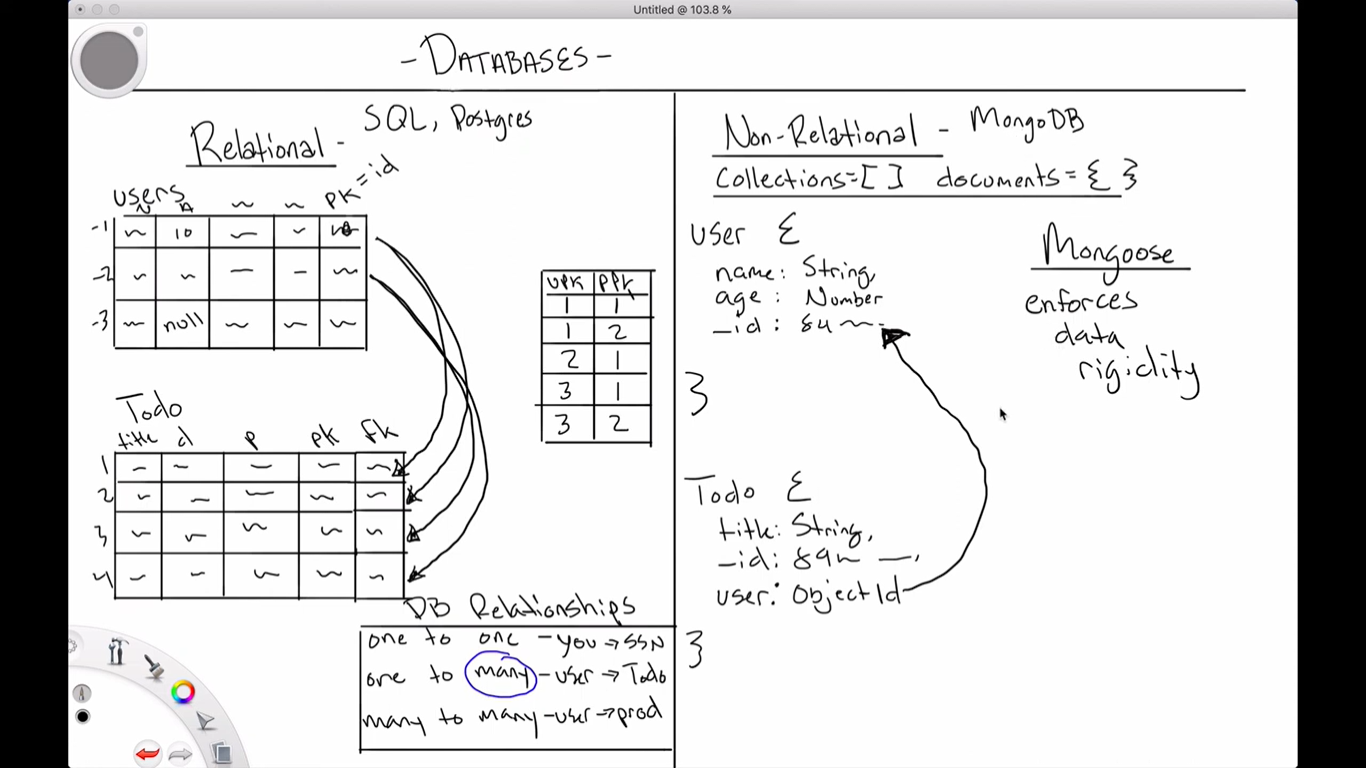 Untitled @ 103.8 %
- DATABASES -
Relational - SQL, Postgres
users
PK = id
-1 10
-2
-3 null
Todo
title d p pk fk
1
2
3
4
UPK PPK
1 1
1 2
2 1
3 1
3 2
DB Relationships
one to one - you → SSN
one to many - user → Todo
many to many - user → prod
Non-Relational - MongoDB
Collections = [ ] documents = { }
user {
name: String,
age: Number
_id: 84
}
Todo {
title: String,
_id: 89
user: ObjectId
}
Mongoose
enforces
data
rigidity